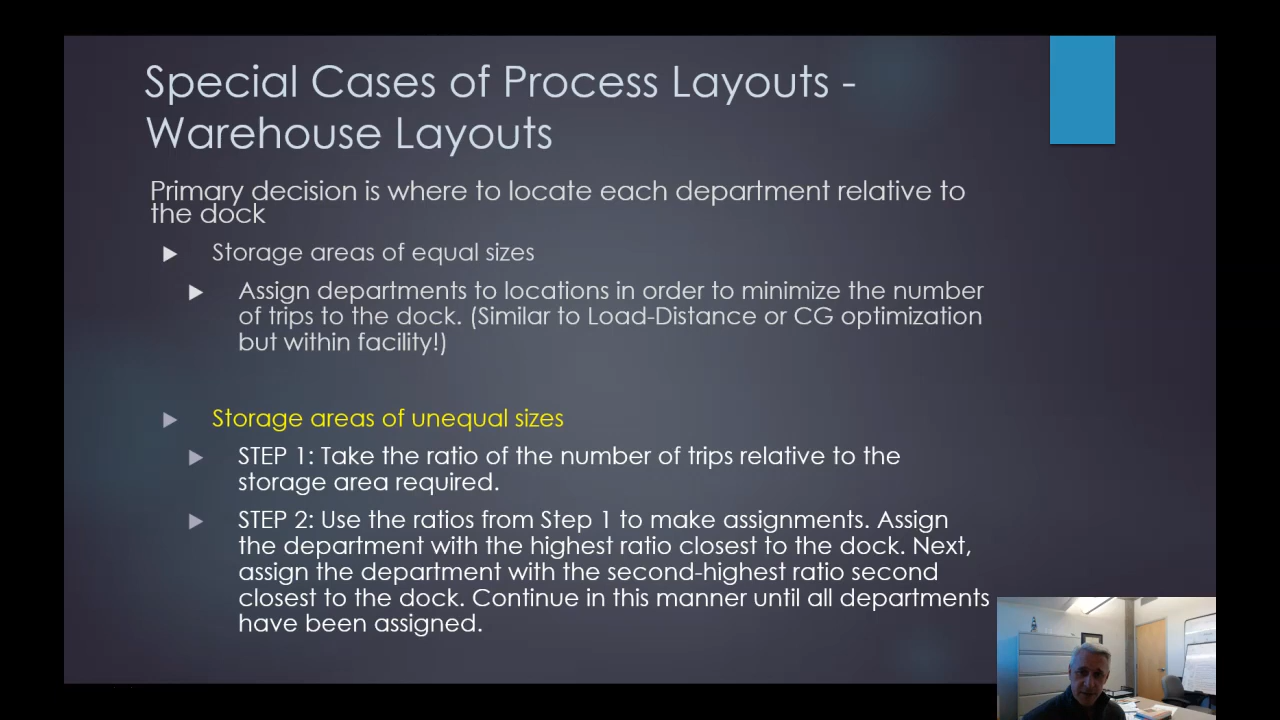 Special Cases of Process Layouts -
Warehouse Layouts
Primary decision is where to locate each department relative to
the dock
Storage areas of equal sizes
Assign departments to locations in order to minimize the number
of trips to the dock. (Similar to Load-Distance or CG optimization
but within facility!)
Storage areas of unequal sizes
STEP 1: Take the ratio of the number of trips relative to the
storage area required.
STEP 2: Use the ratios from Step 1 to make assignments. Assign
the department with the highest ratio closest to the dock. Next,
assign the department with the second-highest ratio second
closest to the dock. Continue in this manner until all departments
have been assigned.